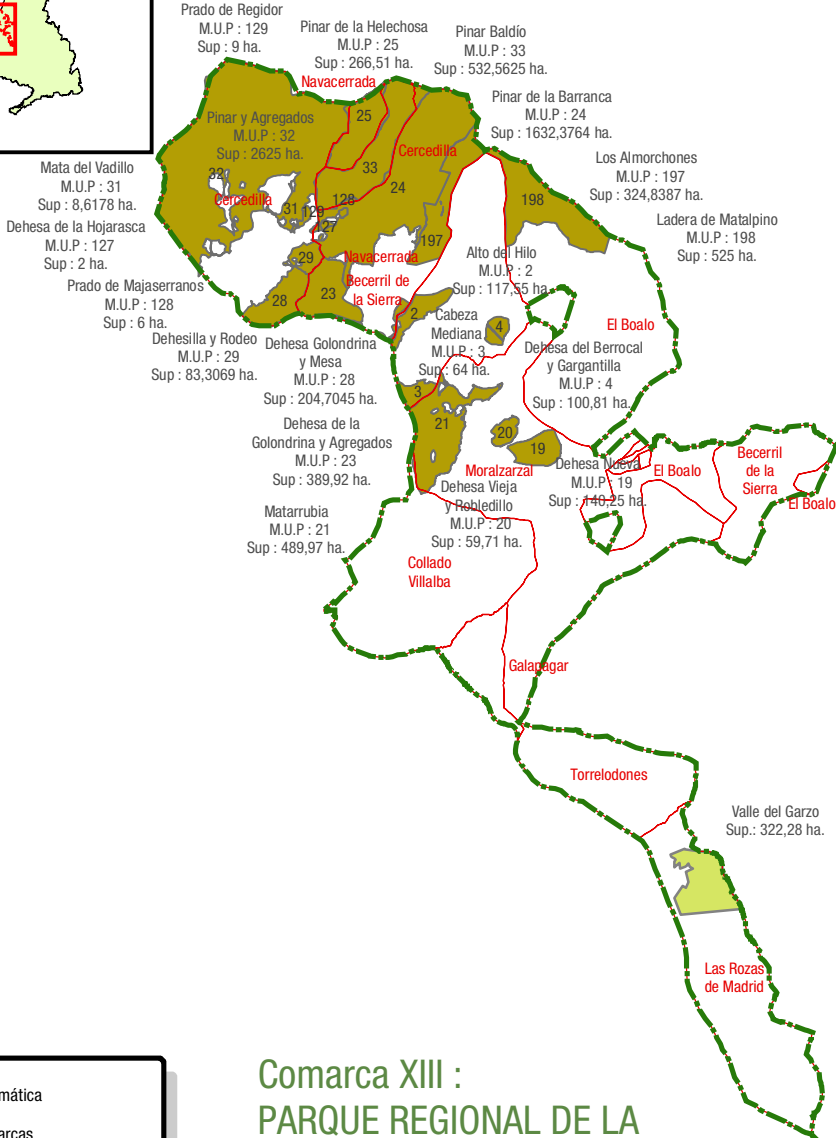 Prado de Regidor
M.U.P : 129
Sup : 9 ha.
Pinar de la Helechosa
M.U.P : 25
Sup : 266,51 ha.
Navacerrada
Pinar Baldío
M.U.P : 33
Sup : 532,5625 ha.
Pinar de la Barranca
M.U.P : 24
Sup : 1632,3764 ha.
Pinar y Agregados
M.U.P : 32
Sup : 2625 ha.
25
33
24
Cercedilla
Los Almorchones
M.U.P : 197
Sup : 324,8387 ha.
Mata del Vadillo
M.U.P : 31
Sup : 8,6178 ha.
32
Cercedilla
31
129
128
127
198
197
Ladera de Matalpino
M.U.P : 198
Sup : 525 ha.
Dehesa de la Hojarasca
M.U.P : 127
Sup : 2 ha.
29
Navacerrada
Becerril de
la Sierra
Alto del Hilo
M.U.P : 2
Sup : 117,55 ha.
Prado de Majaserranos
M.U.P : 128
Sup : 6 ha.
28
23
2
4
El Boalo
Cabeza
Mediana
M.U.P : 3
Sup : 64 ha.
Dehesilla y Rodeo
M.U.P : 29
Sup : 83,3069 ha.
Dehesa Golondrina
y Mesa
M.U.P : 28
Sup : 204,7045 ha.
Dehesa del Berrocal
y Gargantilla
M.U.P : 4
Sup : 100,81 ha.
3
21
20
19
Dehesa de la
Golondrina y Agregados
M.U.P : 23
Sup : 389,92 ha.
Moralzarzal
Dehesa Nueva
M.U.P : 19
Sup : 140,25 ha.
El Boalo
Becerril
de la
Sierra
El Boalo
Dehesa Vieja
y Robledillo
M.U.P : 20
Sup : 59,71 ha.
Matarrubia
M.U.P : 21
Sup : 489,97 ha.
Collado
Villalba
Galapagar
Torrelodones
Valle del Garzo
Sup.: 322,28 ha.
Las Rozas
de Madrid
Comarca XIII :
PARQUE REGIONAL DE LA
mática
arcas